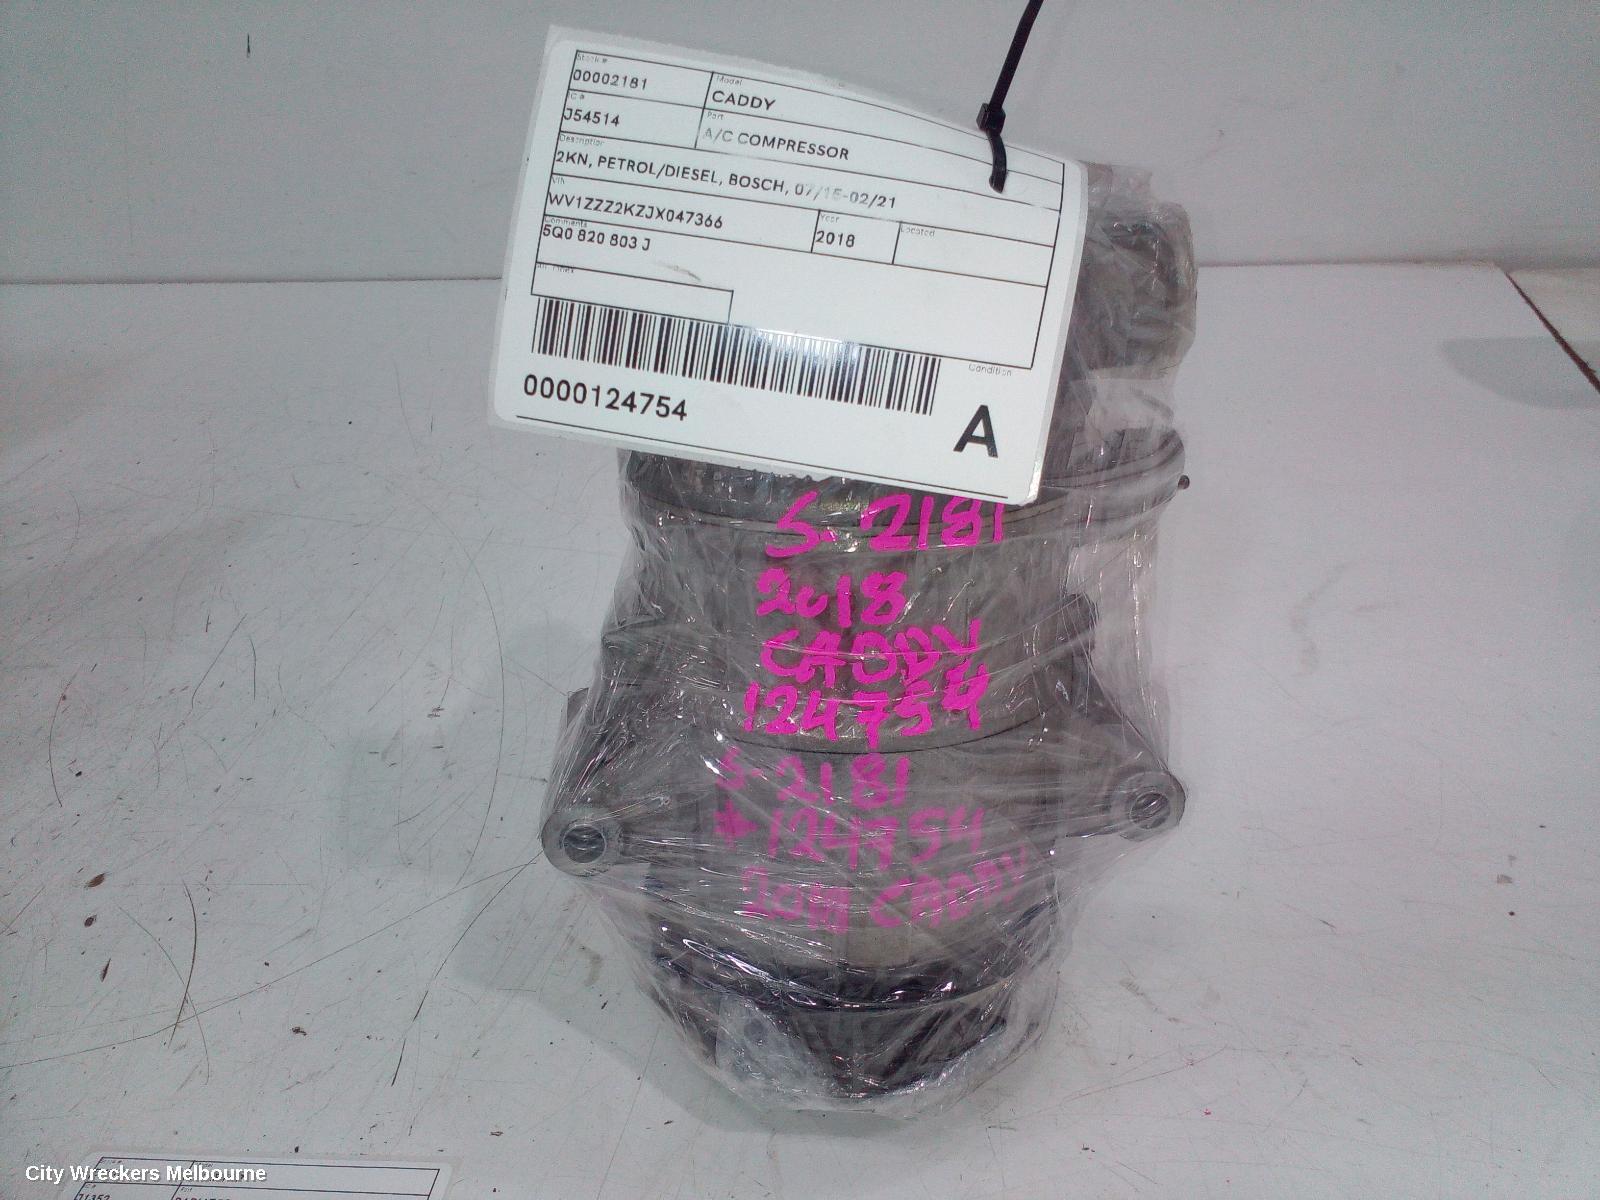 Stock #
00002181
Model
CADDY
IC #
J54514
Part
A/C COMPRESSOR
Description
2KN, PETROL/DIESEL, BOSCH, 07/15-02/21
VIN
WV1ZZZ2KZJX047366
Year
2018
Located
Comments
5Q0 820 803 J
0000124754
Condition
A
S-2181
2018
CADDY
124754
S-2181
*124754
2018 CADDY
City Wreckers Melbourne
J1352